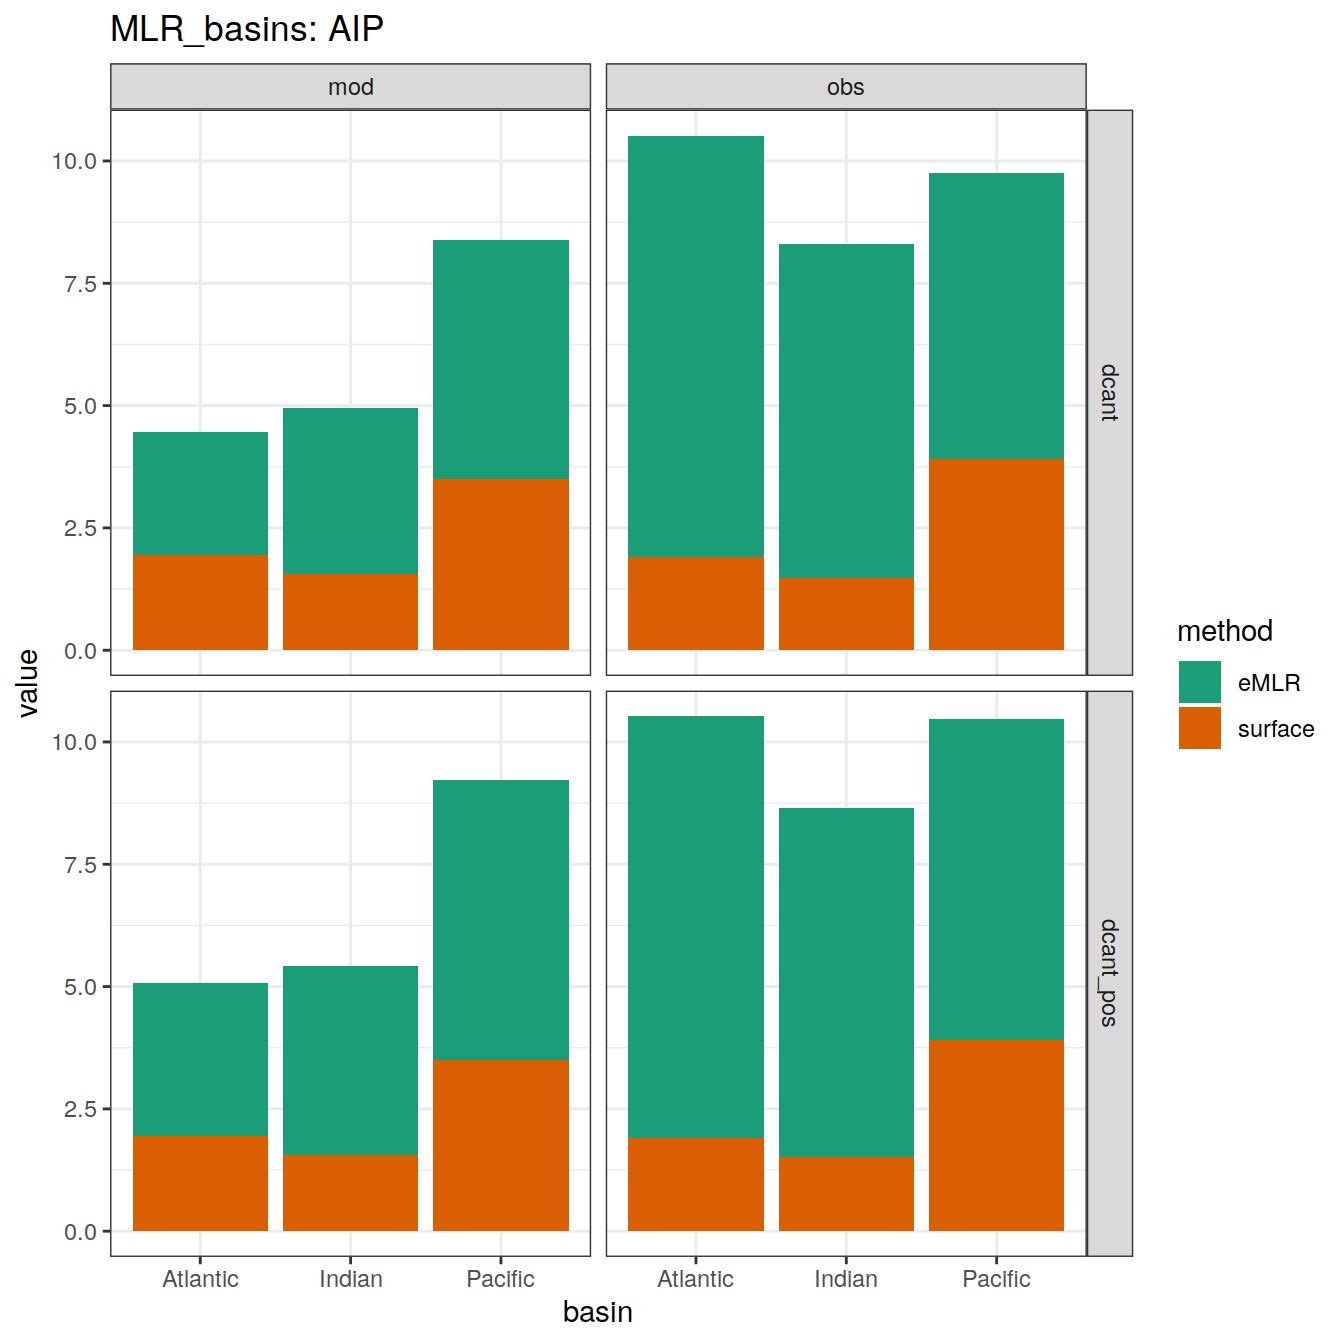 MLR_basins: AIP
mod
obs
10.0
7.5
5.0
2.5
0.0
dcant
10.0
7.5
5.0
2.5
0.0
dcant_pos
value
Atlantic
Indian
Pacific
Atlantic
Indian
Pacific
basin
method
eMLR
surface